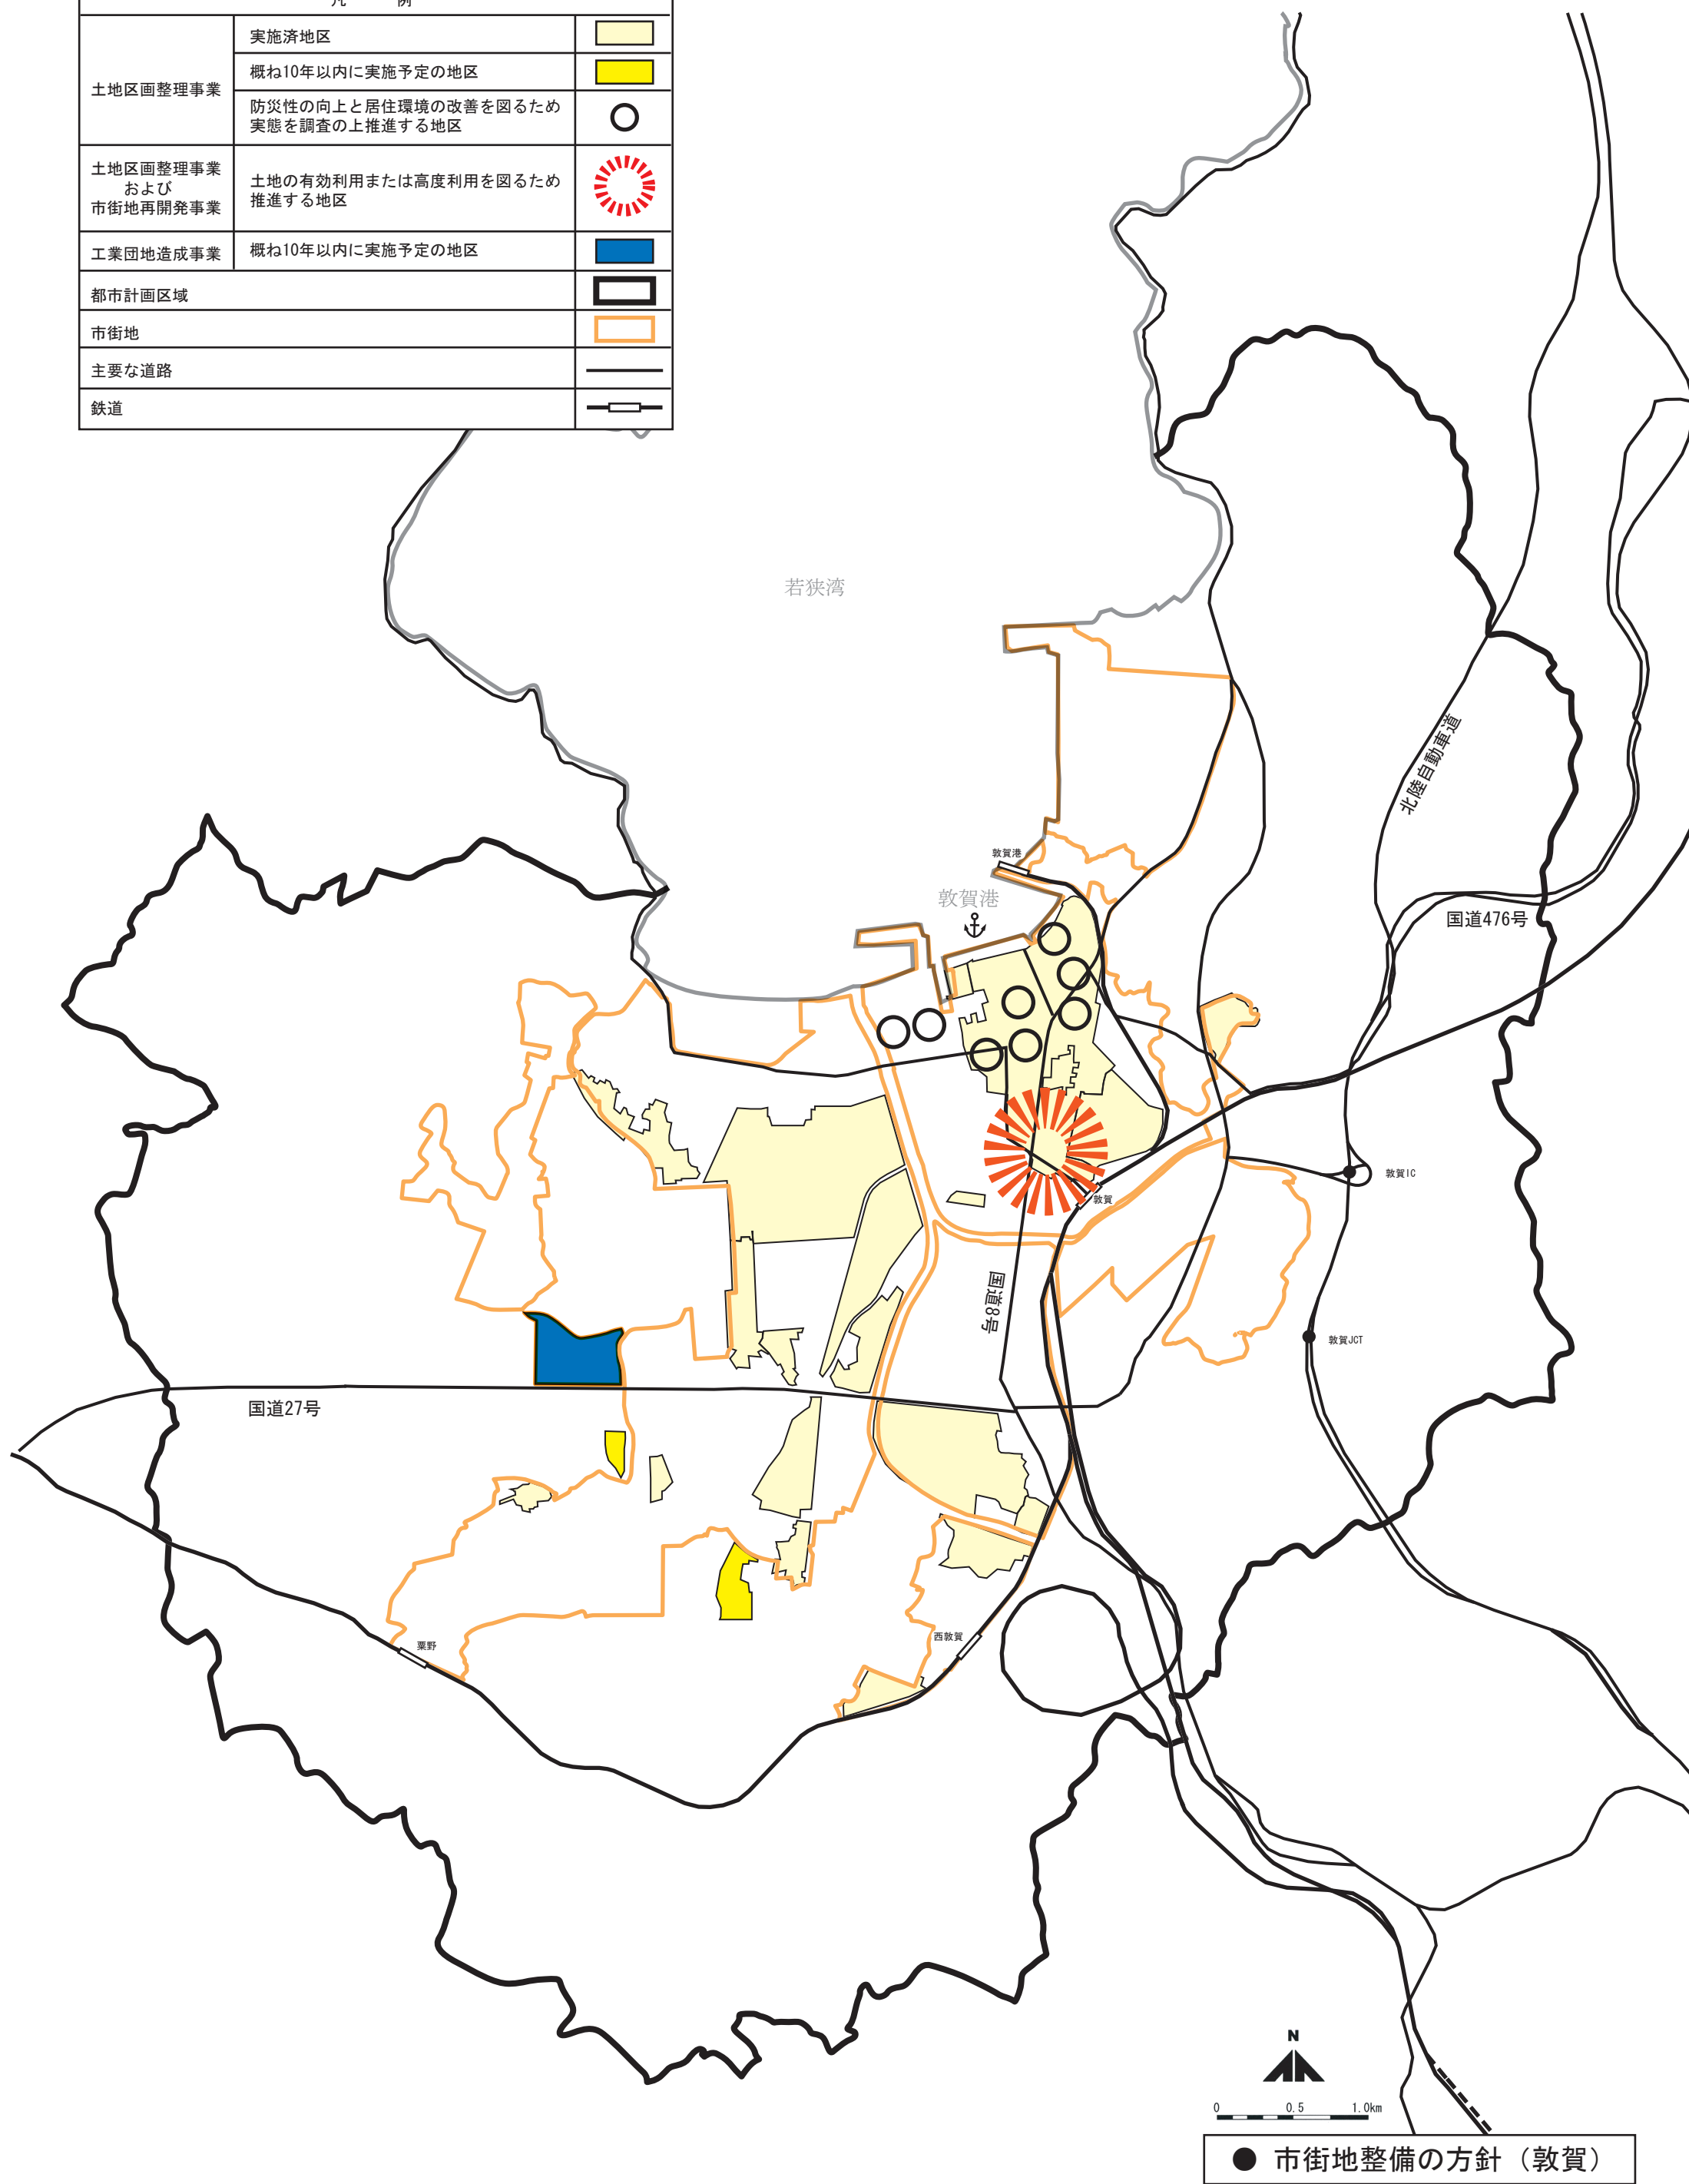 凡 例
土地区画整理事業
実施済地区
概ね10年以内に実施予定の地区
防災性の向上と居住環境の改善を図るため
実態を調査の上推進する地区
土地区画整理事業
および
市街地再開発事業
土地の有効利用または高度利用を図るため
推進する地区
工業団地造成事業
概ね10年以内に実施予定の地区
都市計画区域
市街地
主要な道路
鉄道
若狭湾
北陸自動車道
敦賀港
敦賀港
国道476号
敦賀IC
敦賀
国道8号
敦賀JCT
国道27号
粟野
西敦賀
N
0 0.5 1.0km
● 市街地整備の方針（敦賀）